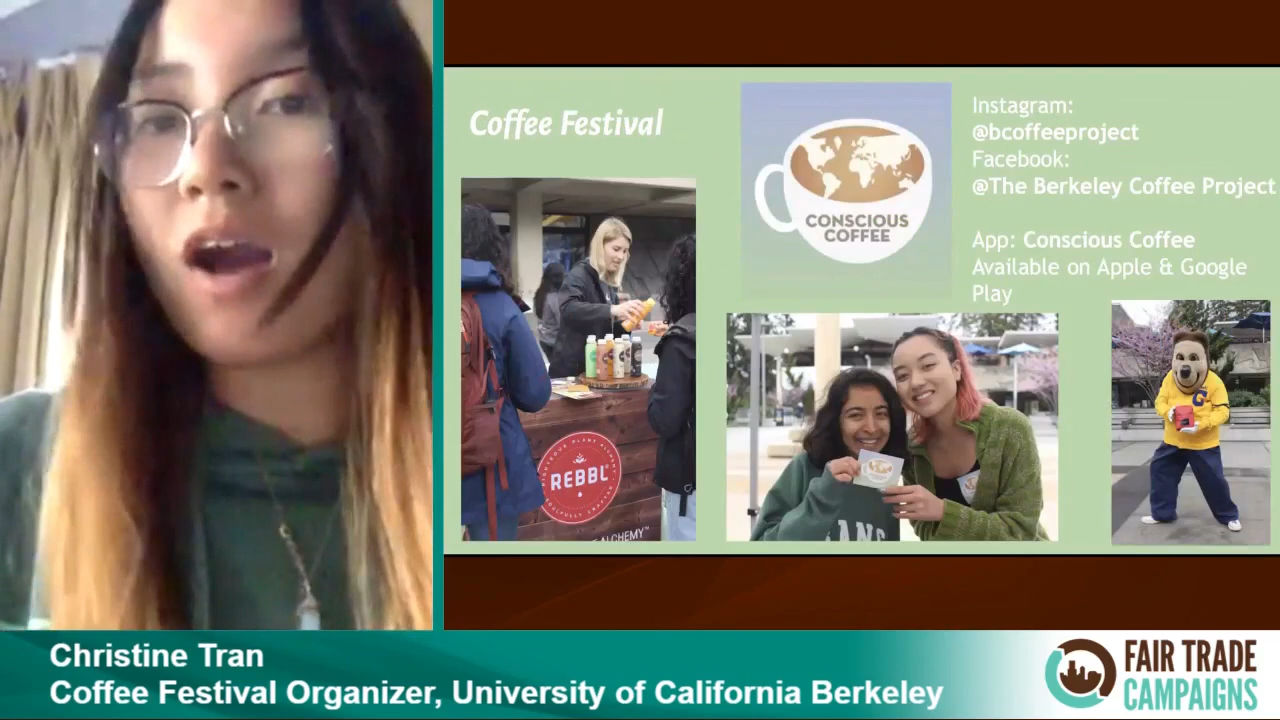 Coffee Festival
CONSCIOUS
COFFEE
Instagram:
@bcoffeeproject
Facebook:
@The Berkeley Coffee Project
App: Conscious Coffee
Available on Apple & Google
Play
REBBL
ALCHEMY™
Christine Tran
Coffee Festival Organizer, University of California Berkeley
FAIR TRADE
CAMPAIGNS